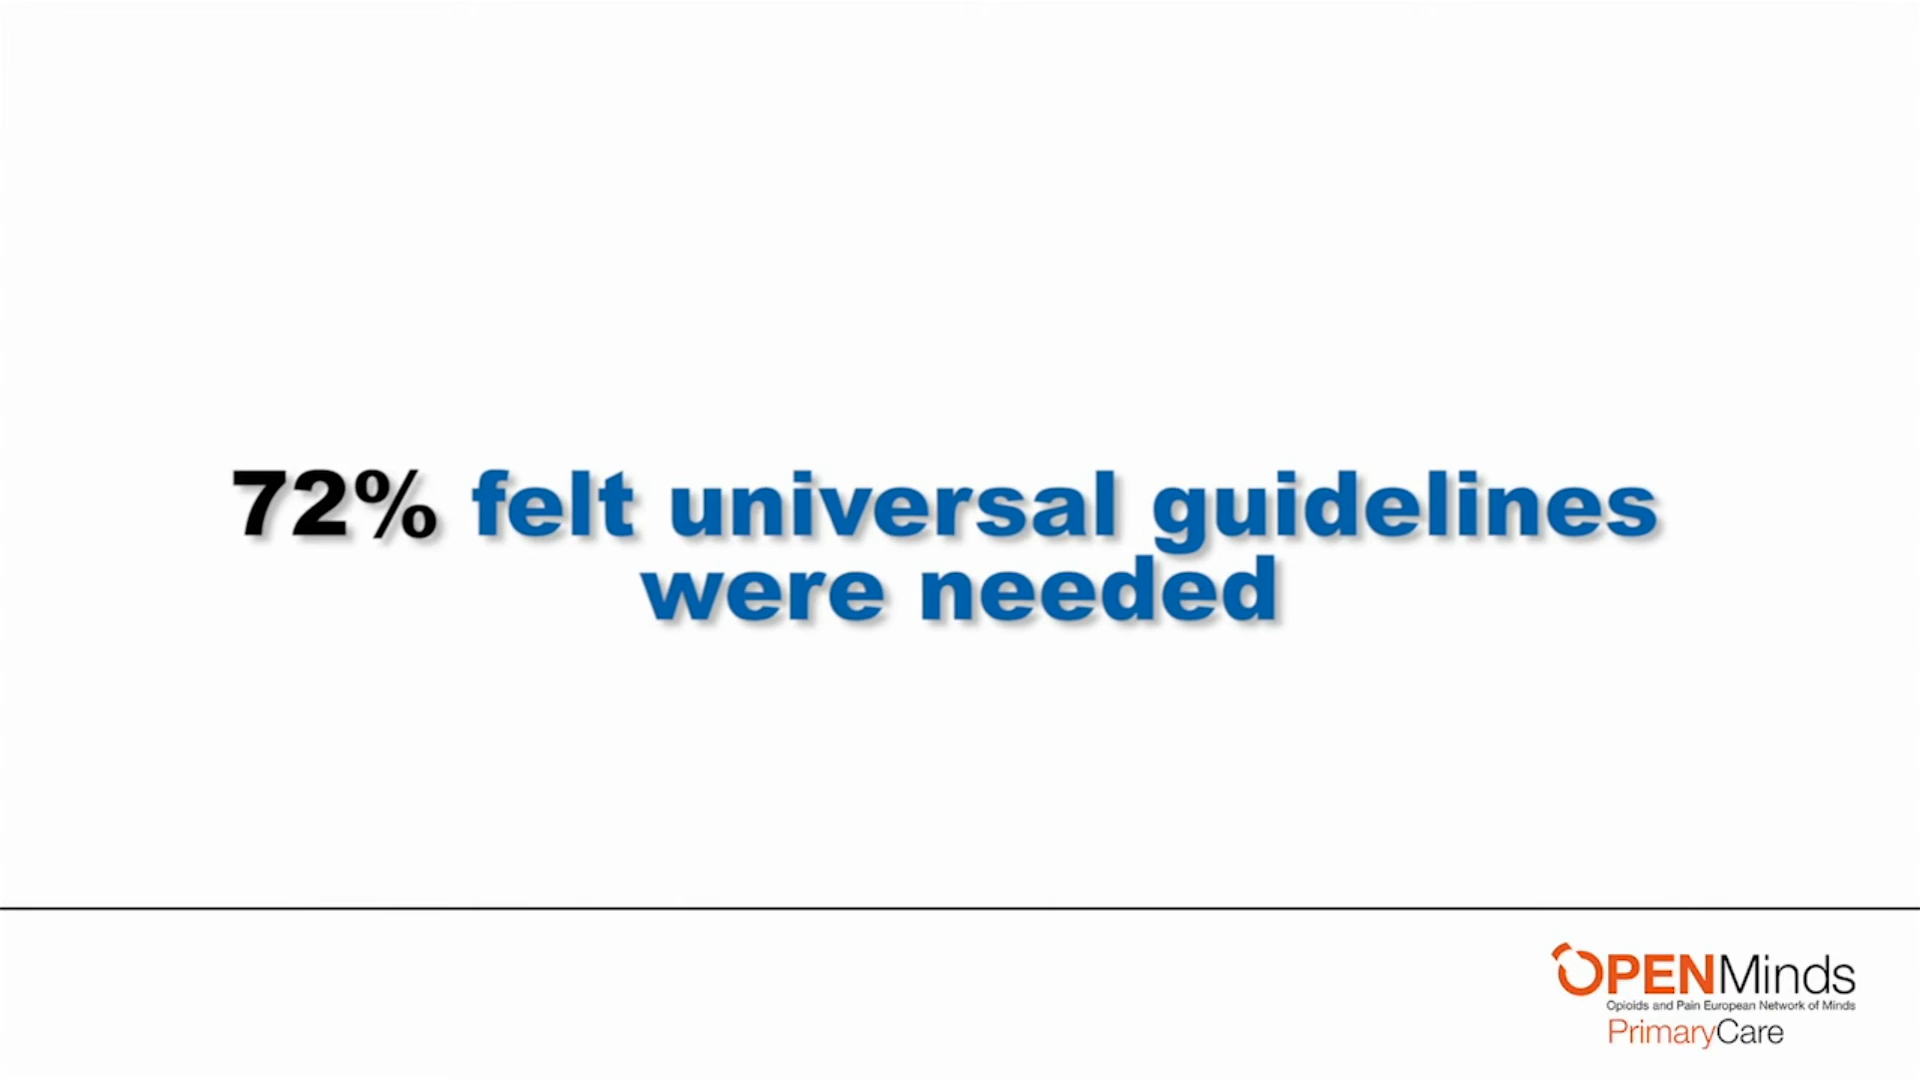 72% felt universal guidelines
were needed
OPENMinds
Opioids and Pain European Network of Minds
PrimaryCare